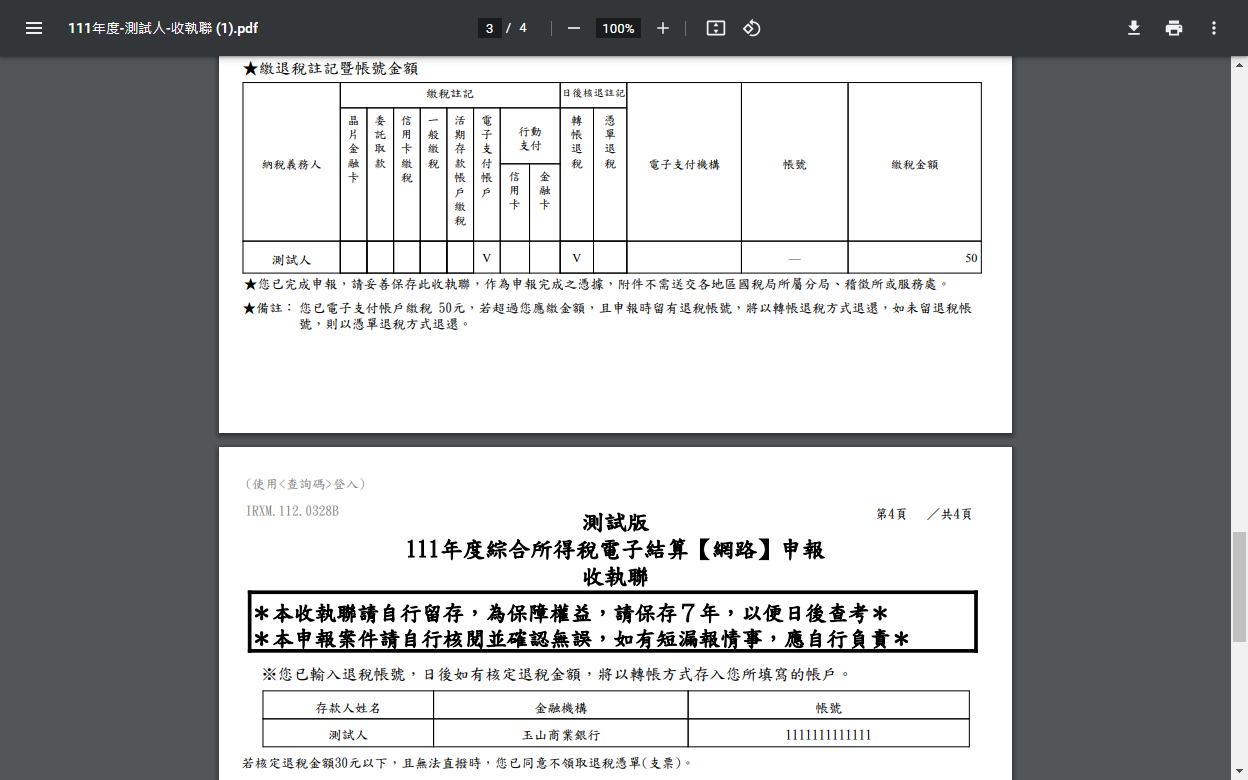 111年度-測試人-收執聯 (1).pdf
3 / 4
100%
★繳退稅註記暨帳號金額
納稅義務人
繳稅註記
日後核退註記
電子支付機構
帳號
繳稅金額
晶片金融卡
委託取款
信用卡繳稅
一般繳稅
活期存款帳戶繳稅
電子支付帳戶
行動支付
信用卡
金融卡
轉帳退稅
憑單退稅
測試人 V V — 50
★您已完成申報，請妥善保存此收執聯，作為申報完成之憑據，附件不需送交各地區國稅局所屬分局、稽徵所或服務處。
★備註： 您已電子支付帳戶繳稅 50元，若超過您應繳金額，且申報時留有退稅帳號，將以轉帳退稅方式退還，如未留退稅帳
號，則以憑單退稅方式退還。
(使用<查詢碼>登入)
IRXM.112.0328B
第4頁 ／共4頁
測試版
111年度綜合所得稅電子結算【網路】申報
收執聯
＊本收執聯請自行留存，為保障權益，請保存７年，以便日後查考＊
＊本申報案件請自行核閱並確認無誤，如有短漏報情事，應自行負責＊
※您已輸入退稅帳號，日後如有核定退稅金額，將以轉帳方式存入您所填寫的帳戶。
存款人姓名 金融機構 帳號
測試人 玉山商業銀行 1111111111111
若核定退稅金額30元以下，且無法直撥時，您已同意不領取退稅憑單(支票)。